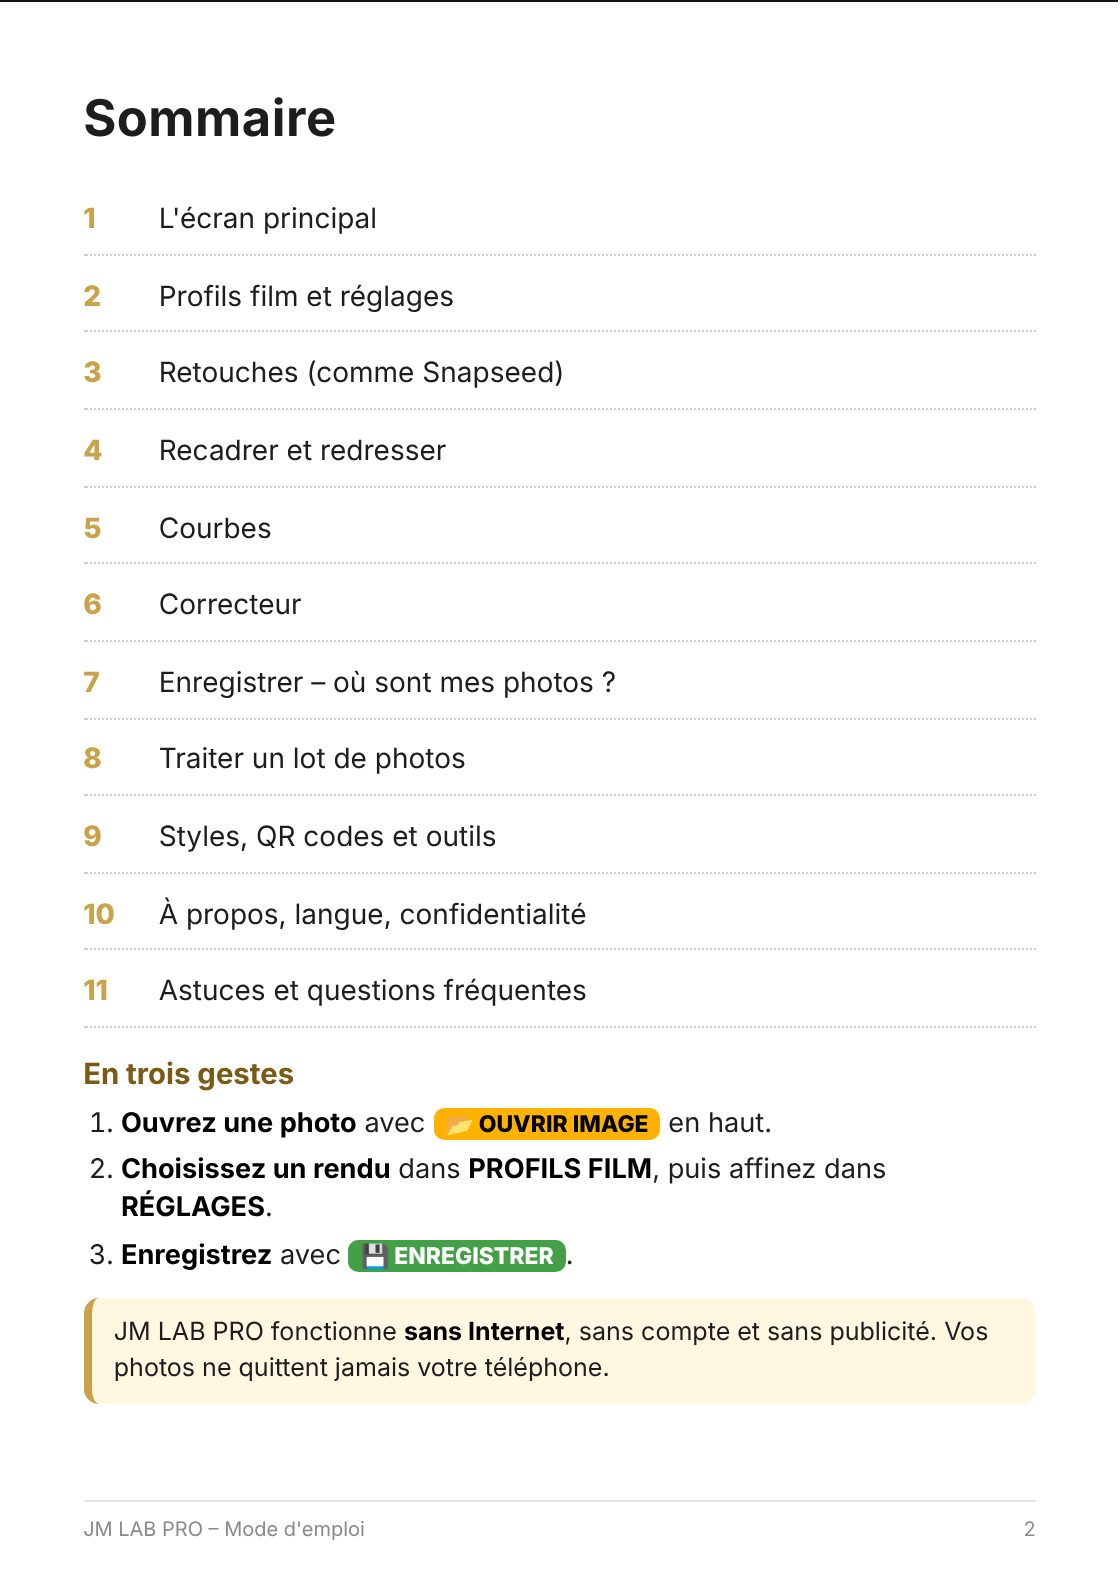 Sommaire
1 L'écran principal
2 Profils film et réglages
3 Retouches (comme Snapseed)
4 Recadrer et redresser
5 Courbes
6 Correcteur
7 Enregistrer – où sont mes photos ?
8 Traiter un lot de photos
9 Styles, QR codes et outils
10 À propos, langue, confidentialité
11 Astuces et questions fréquentes
En trois gestes
1. Ouvrez une photo avec 📂 OUVRIR IMAGE en haut.
2. Choisissez un rendu dans PROFILS FILM, puis affinez dans
RÉGLAGES.
3. Enregistrez avec 💾 ENREGISTRER.
JM LAB PRO fonctionne sans Internet, sans compte et sans publicité. Vos
photos ne quittent jamais votre téléphone.
JM LAB PRO – Mode d'emploi 2